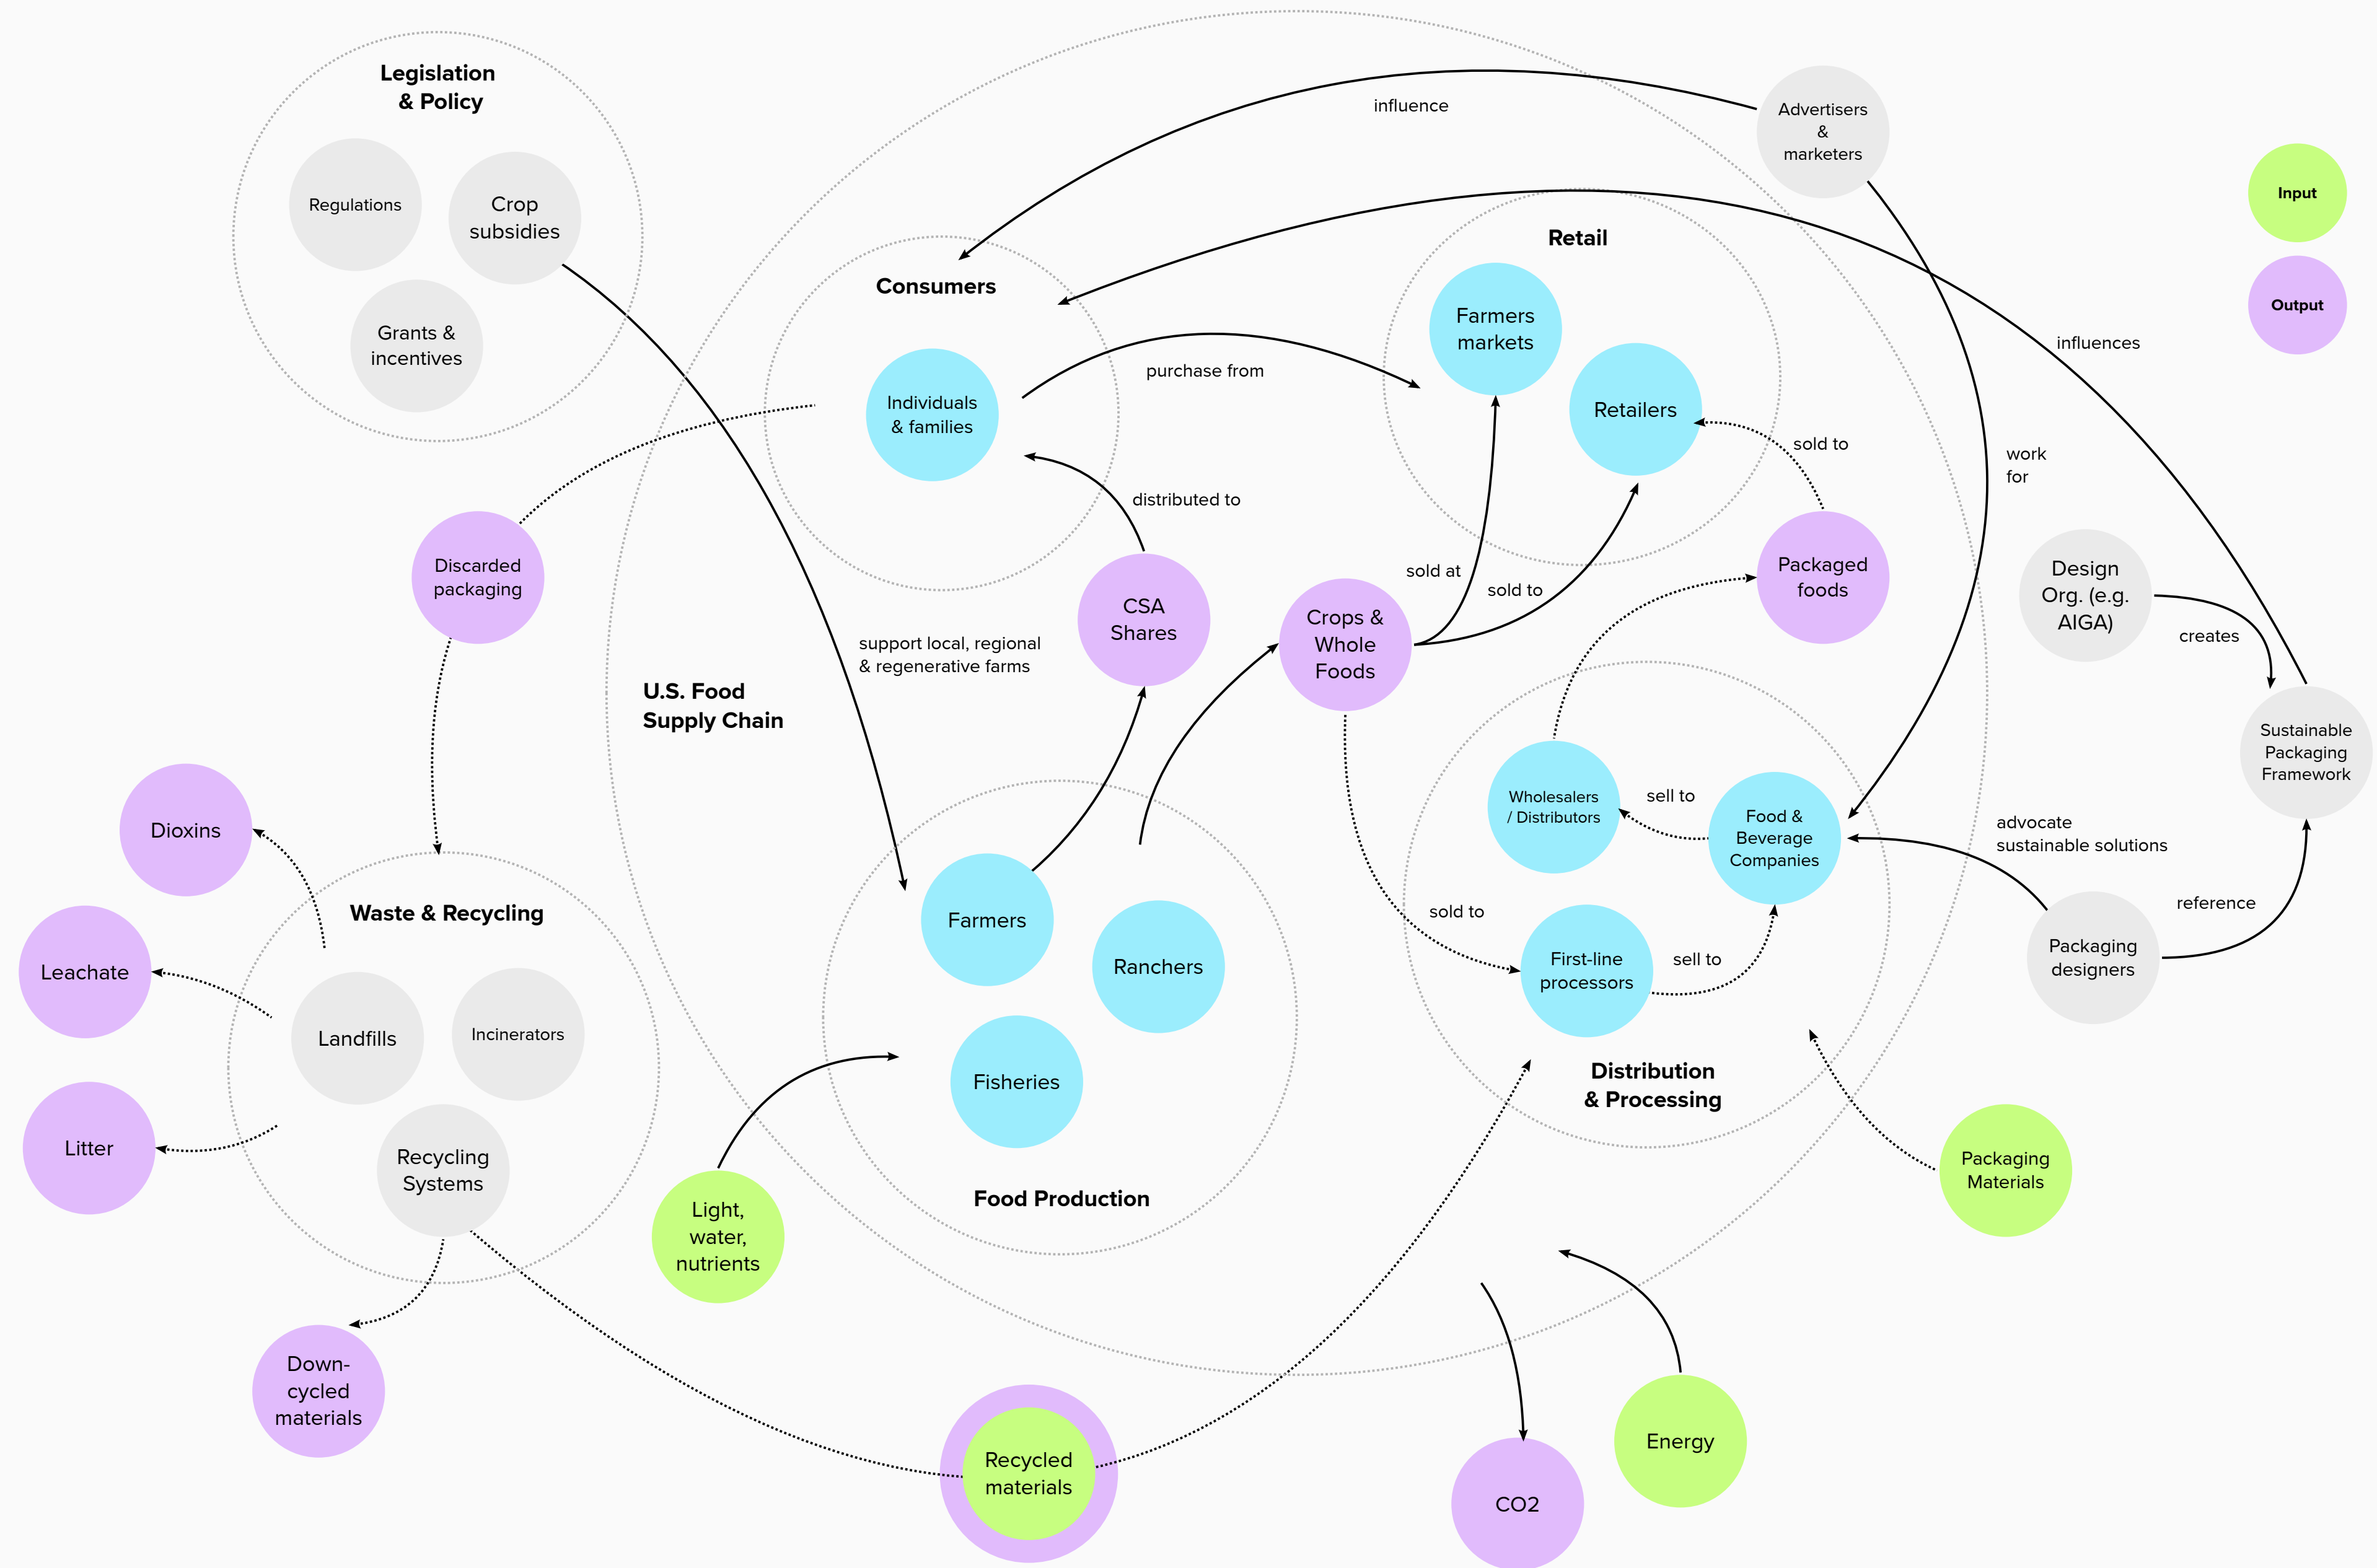 Legislation
& Policy
Regulations
Crop
subsidies
Grants &
incentives
influence
Advertisers
&
marketers
Input
Output
Consumers
Individuals
& families
purchase from
distributed to
Retail
Farmers
markets
Retailers
sold to
influences
work
for
Discarded
packaging
support local, regional
& regenerative farms
U.S. Food
Supply Chain
CSA
Shares
Crops &
Whole
Foods
sold at
sold to
Packaged
foods
Design
Org. (e.g.
AIGA)
creates
Sustainable
Packaging
Framework
Wholesalers
/ Distributors
sell to
Food &
Beverage
Companies
advocate
sustainable solutions
reference
Packaging
designers
sold to
First-line
processors
sell to
Distribution
& Processing
Packaging
Materials
Dioxins
Leachate
Litter
Waste & Recycling
Landfills
Incinerators
Recycling
Systems
Down-
cycled
materials
Farmers
Ranchers
Fisheries
Food Production
Light,
water,
nutrients
Recycled
materials
CO2
Energy